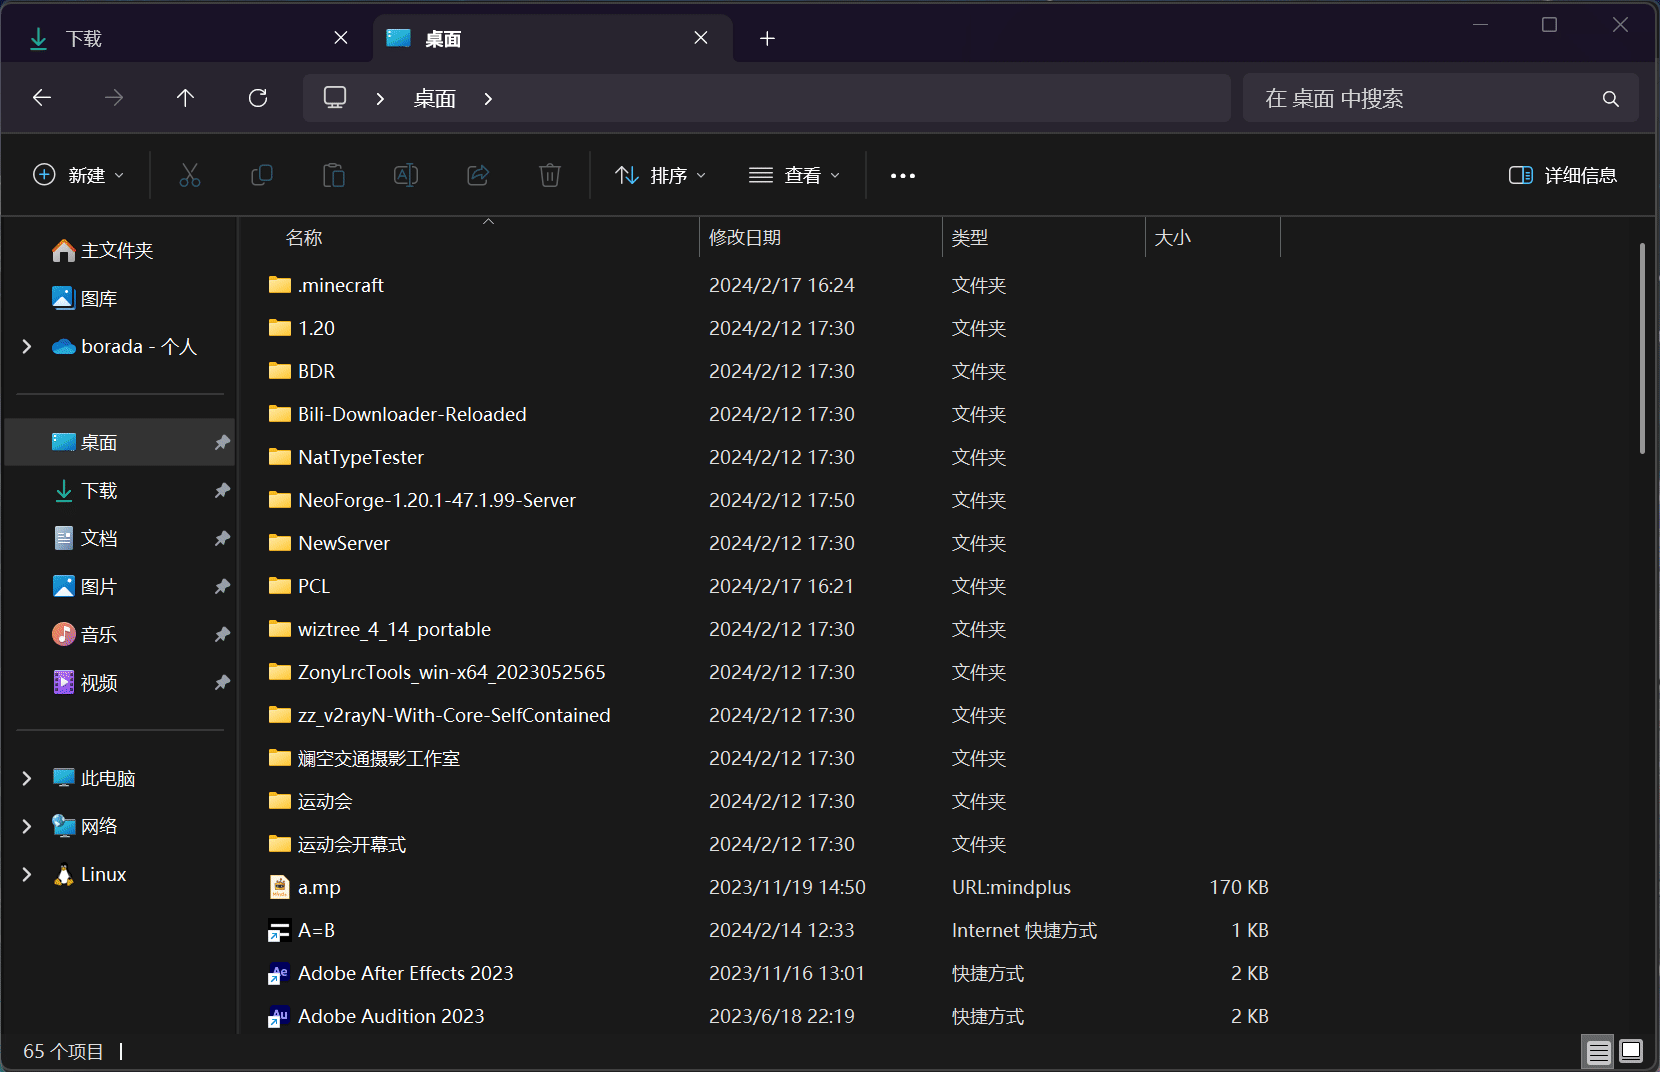 下载
桌面
桌面
在 桌面 中搜索
新建
排序
查看
详细信息
主文件夹
图库
borada - 个人
桌面
下载
文档
图片
音乐
视频
此电脑
网络
Linux
名称 修改日期 类型 大小
.minecraft 2024/2/17 16:24 文件夹
1.20 2024/2/12 17:30 文件夹
BDR 2024/2/12 17:30 文件夹
Bili-Downloader-Reloaded 2024/2/12 17:30 文件夹
NatTypeTester 2024/2/12 17:30 文件夹
NeoForge-1.20.1-47.1.99-Server 2024/2/12 17:50 文件夹
NewServer 2024/2/12 17:30 文件夹
PCL 2024/2/17 16:21 文件夹
wiztree_4_14_portable 2024/2/12 17:30 文件夹
ZonyLrcTools_win-x64_2023052565 2024/2/12 17:30 文件夹
zz_v2rayN-With-Core-SelfContained 2024/2/12 17:30 文件夹
斓空交通摄影工作室 2024/2/12 17:30 文件夹
运动会 2024/2/12 17:30 文件夹
运动会开幕式 2024/2/12 17:30 文件夹
a.mp 2023/11/19 14:50 URL:mindplus 170 KB
A=B 2024/2/14 12:33 Internet 快捷方式 1 KB
Ae Adobe After Effects 2023 2023/11/16 13:01 快捷方式 2 KB
Au Adobe Audition 2023 2023/6/18 22:19 快捷方式 2 KB
65 个项目